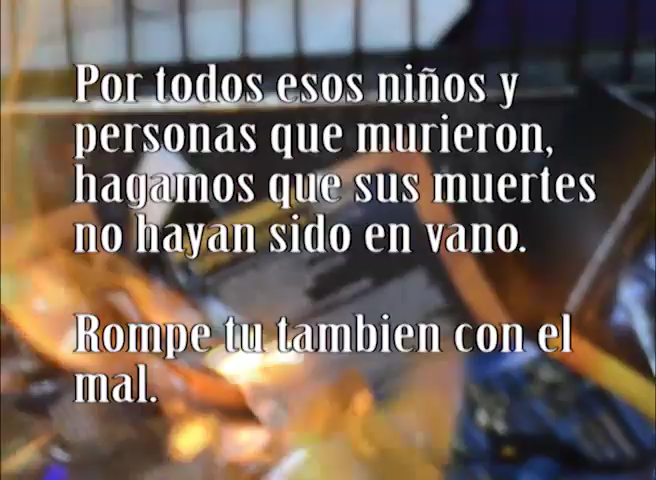 Por todos esos niños y
personas que murieron,
hagamos que sus muertes
no hayan sido en vano.
Rompe tu tambien con el
mal.